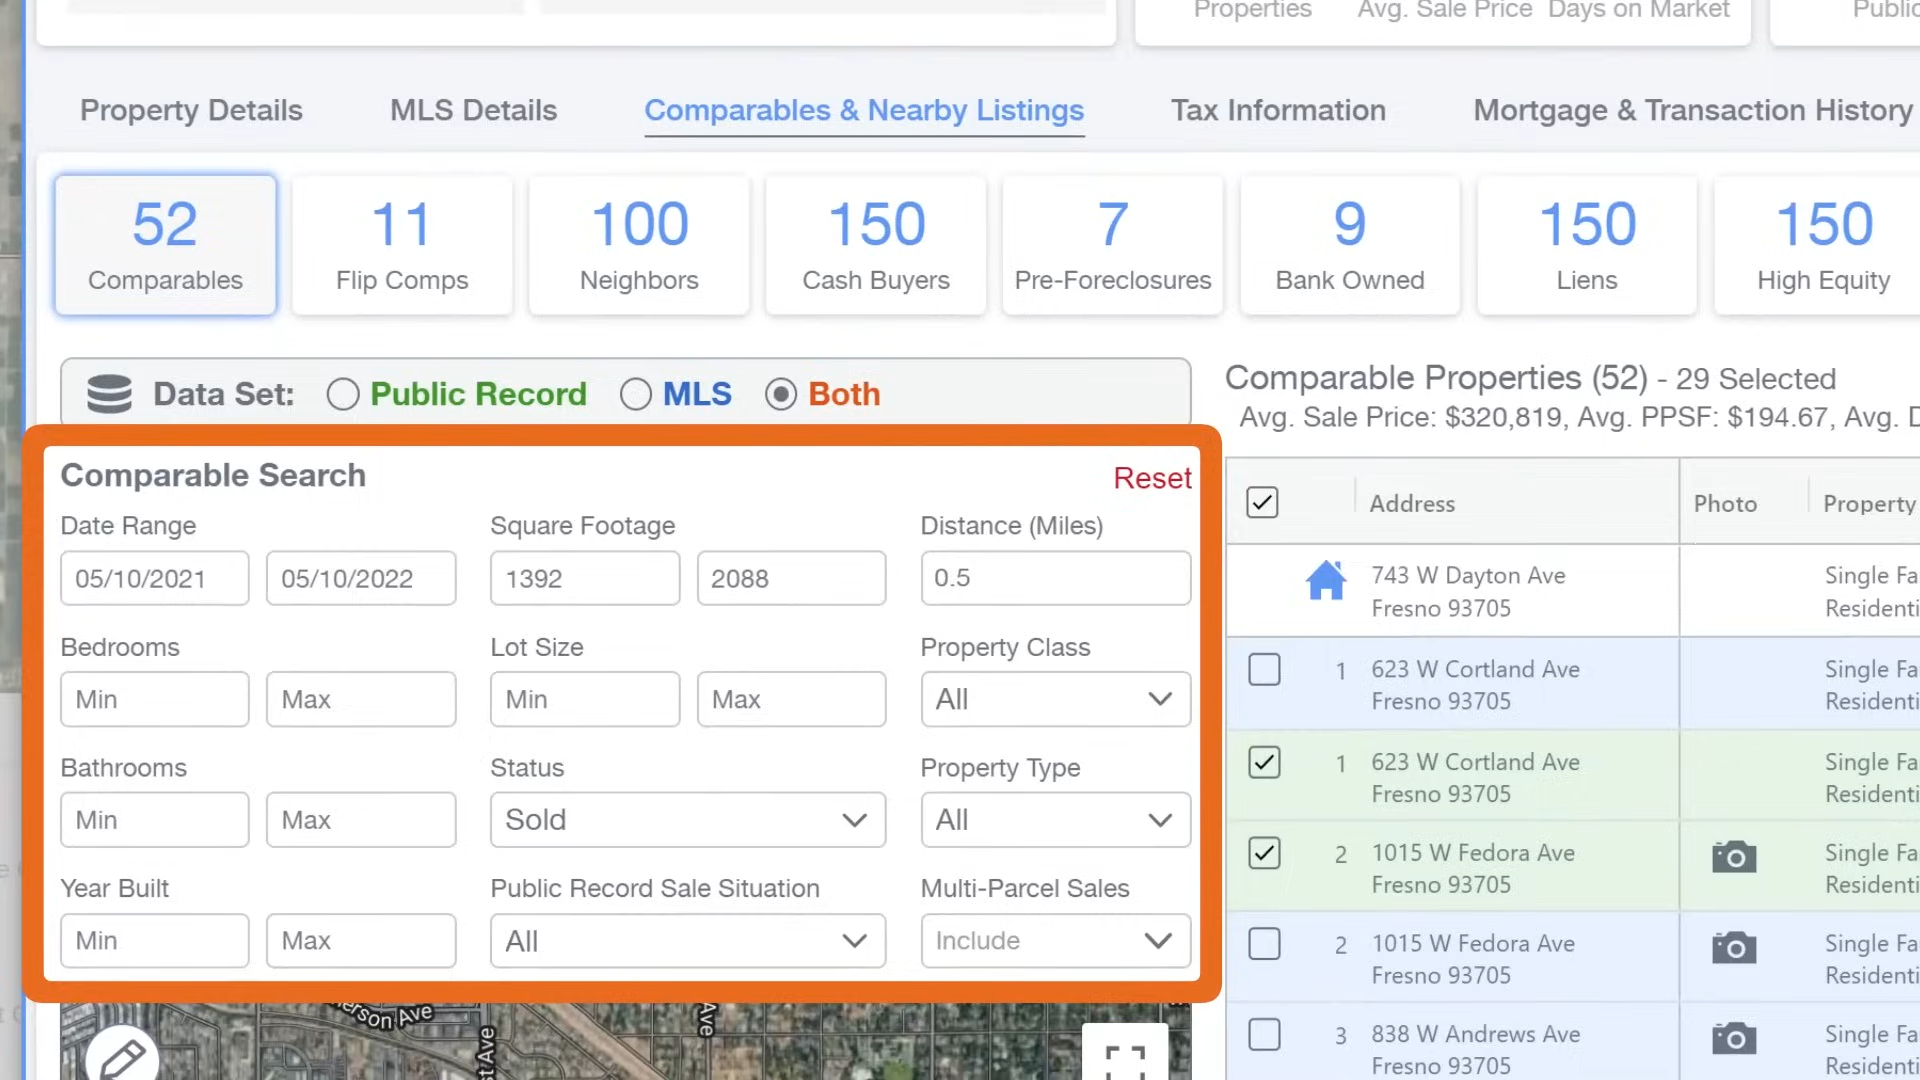 Properties Avg. Sale Price Days on Market
Property Details MLS Details Comparables & Nearby Listings Tax Information Mortgage & Transaction History
52 11 100 150 7 9 150 150
Comparables Flip Comps Neighbors Cash Buyers Pre-Foreclosures Bank Owned Liens High Equity
Data Set: Public Record MLS Both
Comparable Search Reset
Date Range Square Footage Distance (Miles)
05/10/2021 05/10/2022 1392 2088 0.5
Bedrooms Lot Size Property Class
Min Max Min Max All
Bathrooms Status Property Type
Min Max Sold All
Year Built Public Record Sale Situation Multi-Parcel Sales
Min Max All Include
Comparable Properties (52) - 29 Selected
Avg. Sale Price: $320,819, Avg. PPSF: $194.67, Avg.
Address Photo Property
743 W Dayton Ave Single Fa
Fresno 93705 Residenti
1 623 W Cortland Ave Single Fa
Fresno 93705 Residenti
1 623 W Cortland Ave Single Fa
Fresno 93705 Residenti
2 1015 W Fedora Ave Single Fa
Fresno 93705 Residenti
2 1015 W Fedora Ave Single Fa
Fresno 93705 Residenti
3 838 W Andrews Ave Single Fa
Fresno 93705 Residenti
erson Ave
Ave
st Ave